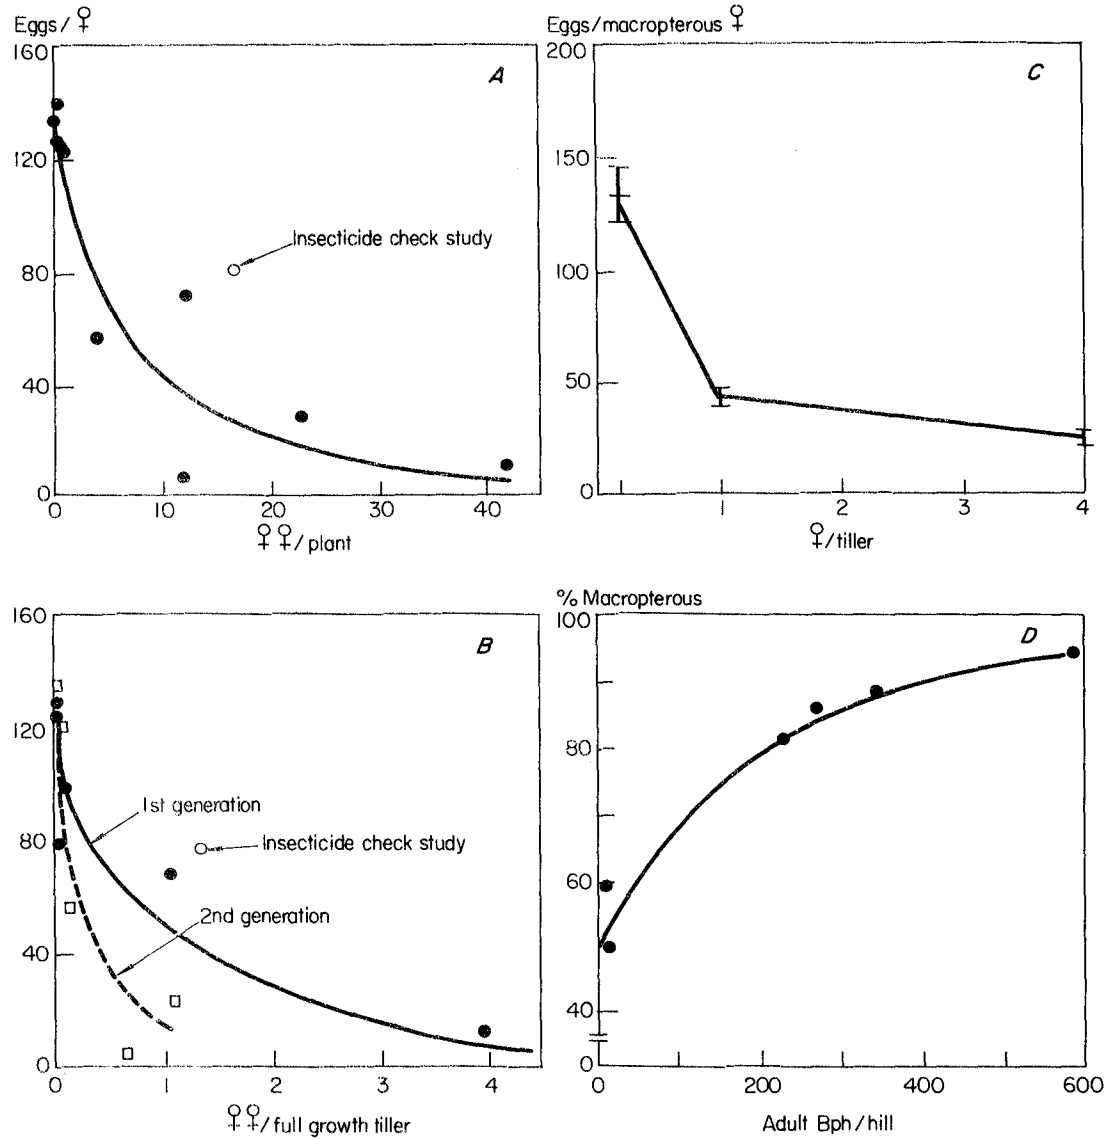 Eggs/♀
160
120
80
40
0
A
Insecticide check study
0 10 20 30 40
♀♀/plant
Eggs/macropterous ♀
200
150
100
50
0
C
1 2 3 4
♀/tiller
160
120
80
40
0
B
1st generation
Insecticide check study
2nd generation
0 1 2 3 4
♀♀/full growth tiller
% Macropterous
100
80
60
40
0
D
0 200 400 600
Adult Bph/hill